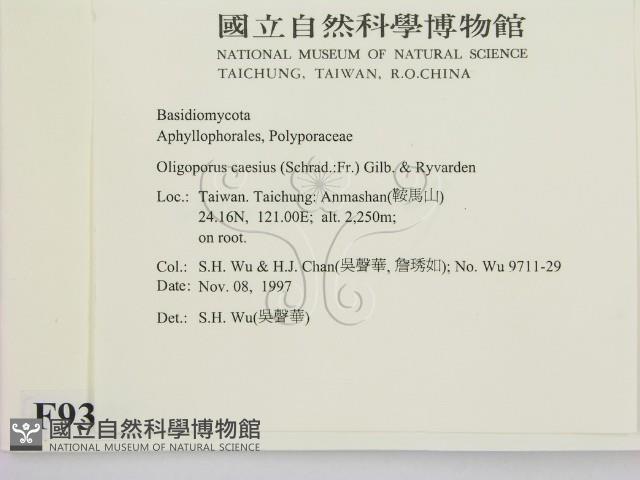 國立自然科學博物館
NATIONAL MUSEUM OF NATURAL SCIENCE
TAICHUNG, TAIWAN, R.O.CHINA
Basidiomycota
Aphyllophorales, Polyporaceae
Oligoporus caesius (Schrad.:Fr.) Gilb. & Ryvarden
Loc.: Taiwan. Taichung: Anmashan(鞍馬山)
24.16N, 121.00E; alt. 2,250m;
on root.
Col.: S.H. Wu & H.J. Chan(吳聲華, 詹琇如); No. Wu 9711-29
Date: Nov. 08, 1997
Det.: S.H. Wu(吳聲華)
F93
國立自然科學博物館
NATIONAL MUSEUM OF NATURAL SCIENCE